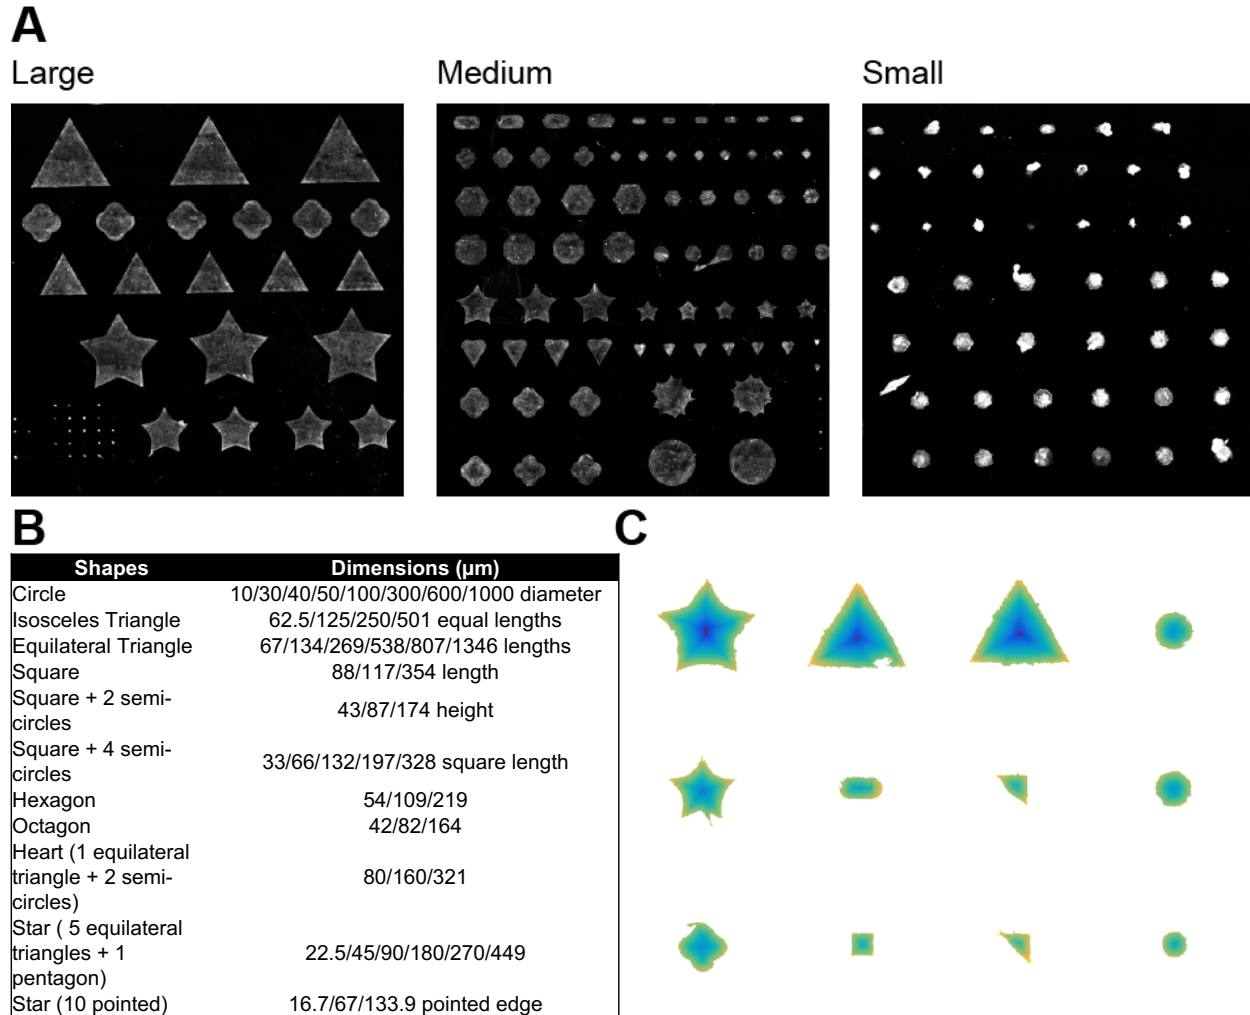 A
Large
Medium
Small
B
C
Shapes Dimensions (µm)
Circle 10/30/40/50/100/300/600/1000 diameter
Isosceles Triangle 62.5/125/250/501 equal lengths
Equilateral Triangle 67/134/269/538/807/1346 lengths
Square 88/117/354 length
Square + 2 semi-
circles
43/87/174 height
Square + 4 semi-
circles
33/66/132/197/328 square length
Hexagon 54/109/219
Octagon 42/82/164
Heart (1 equilateral
triangle + 2 semi-
circles)
80/160/321
Star ( 5 equilateral
triangles + 1
pentagon)
22.5/45/90/180/270/449
Star (10 pointed) 16.7/67/133.9 pointed edge